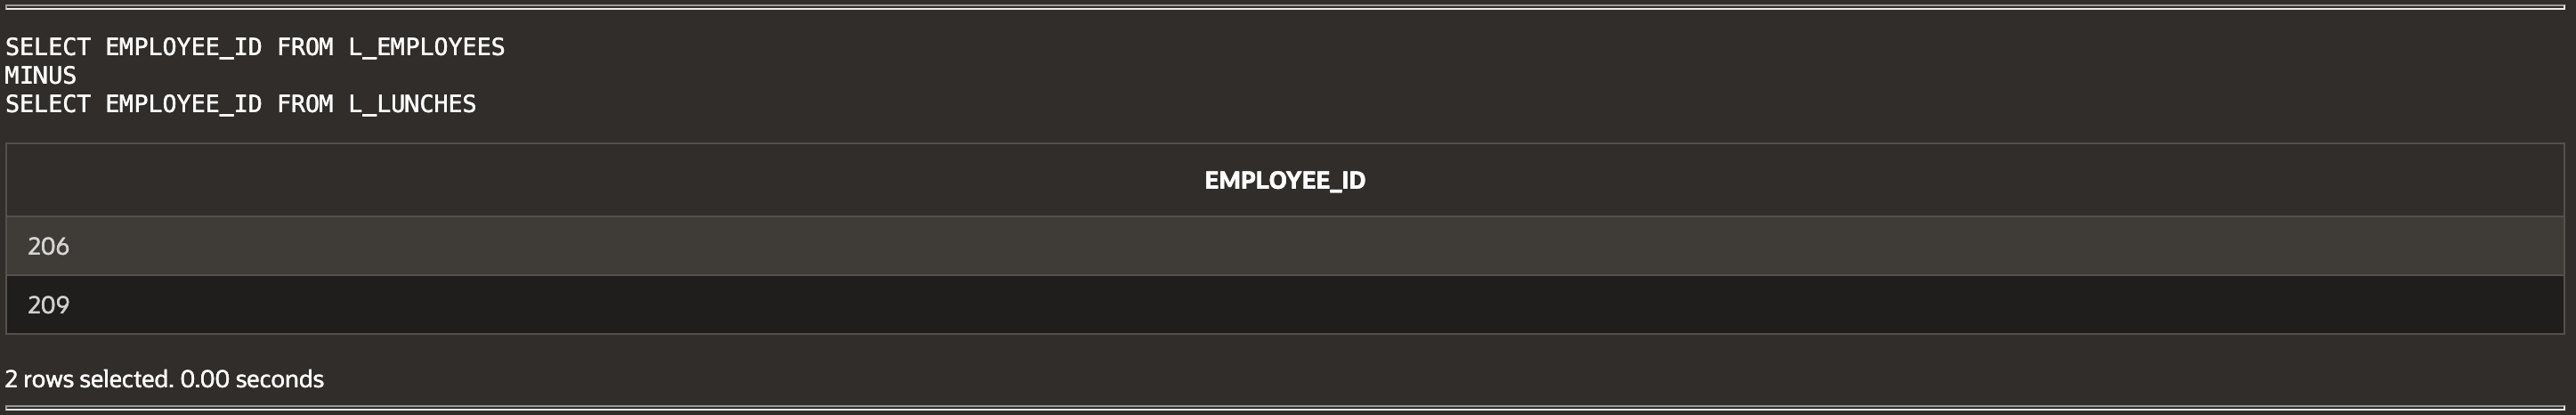 SELECT EMPLOYEE_ID FROM L_EMPLOYEES
MINUS
SELECT EMPLOYEE_ID FROM L_LUNCHES
EMPLOYEE_ID
206
209
2 rows selected. 0.00 seconds